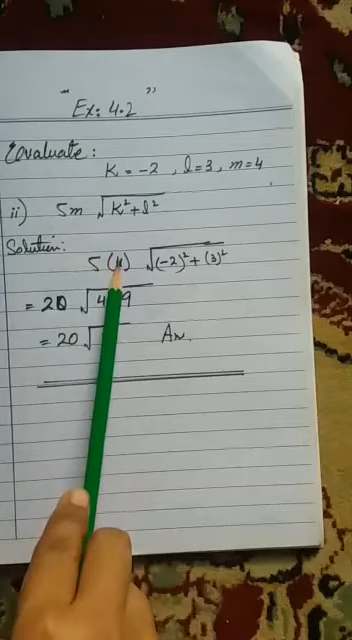 " Ex: 4.2 "
Evaluate:
K = -2 , l=3, m=4
ii) 5m √K²+l²
Solution:
5(4) √(-2)²+(3)²
= 20 √4 9
= 20 √ An.